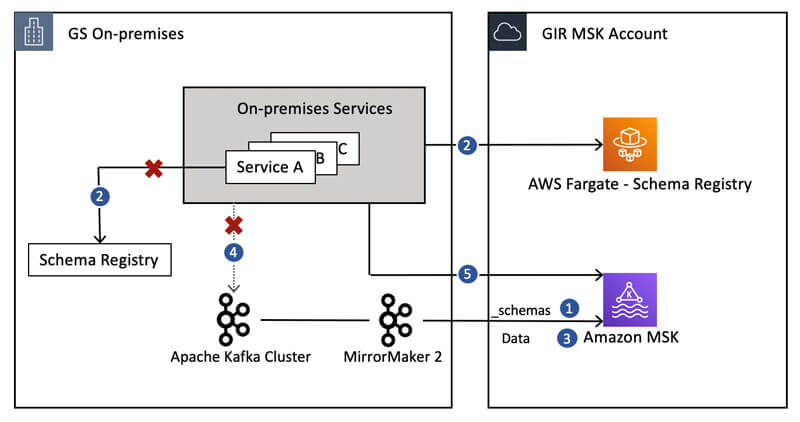 GS On-premises
GIR MSK Account
On-premises Services
C
B
Service A
2
2
AWS Fargate - Schema Registry
4
Schema Registry
5
K
_schemas 1
Data 3
Amazon MSK
Apache Kafka Cluster
MirrorMaker 2